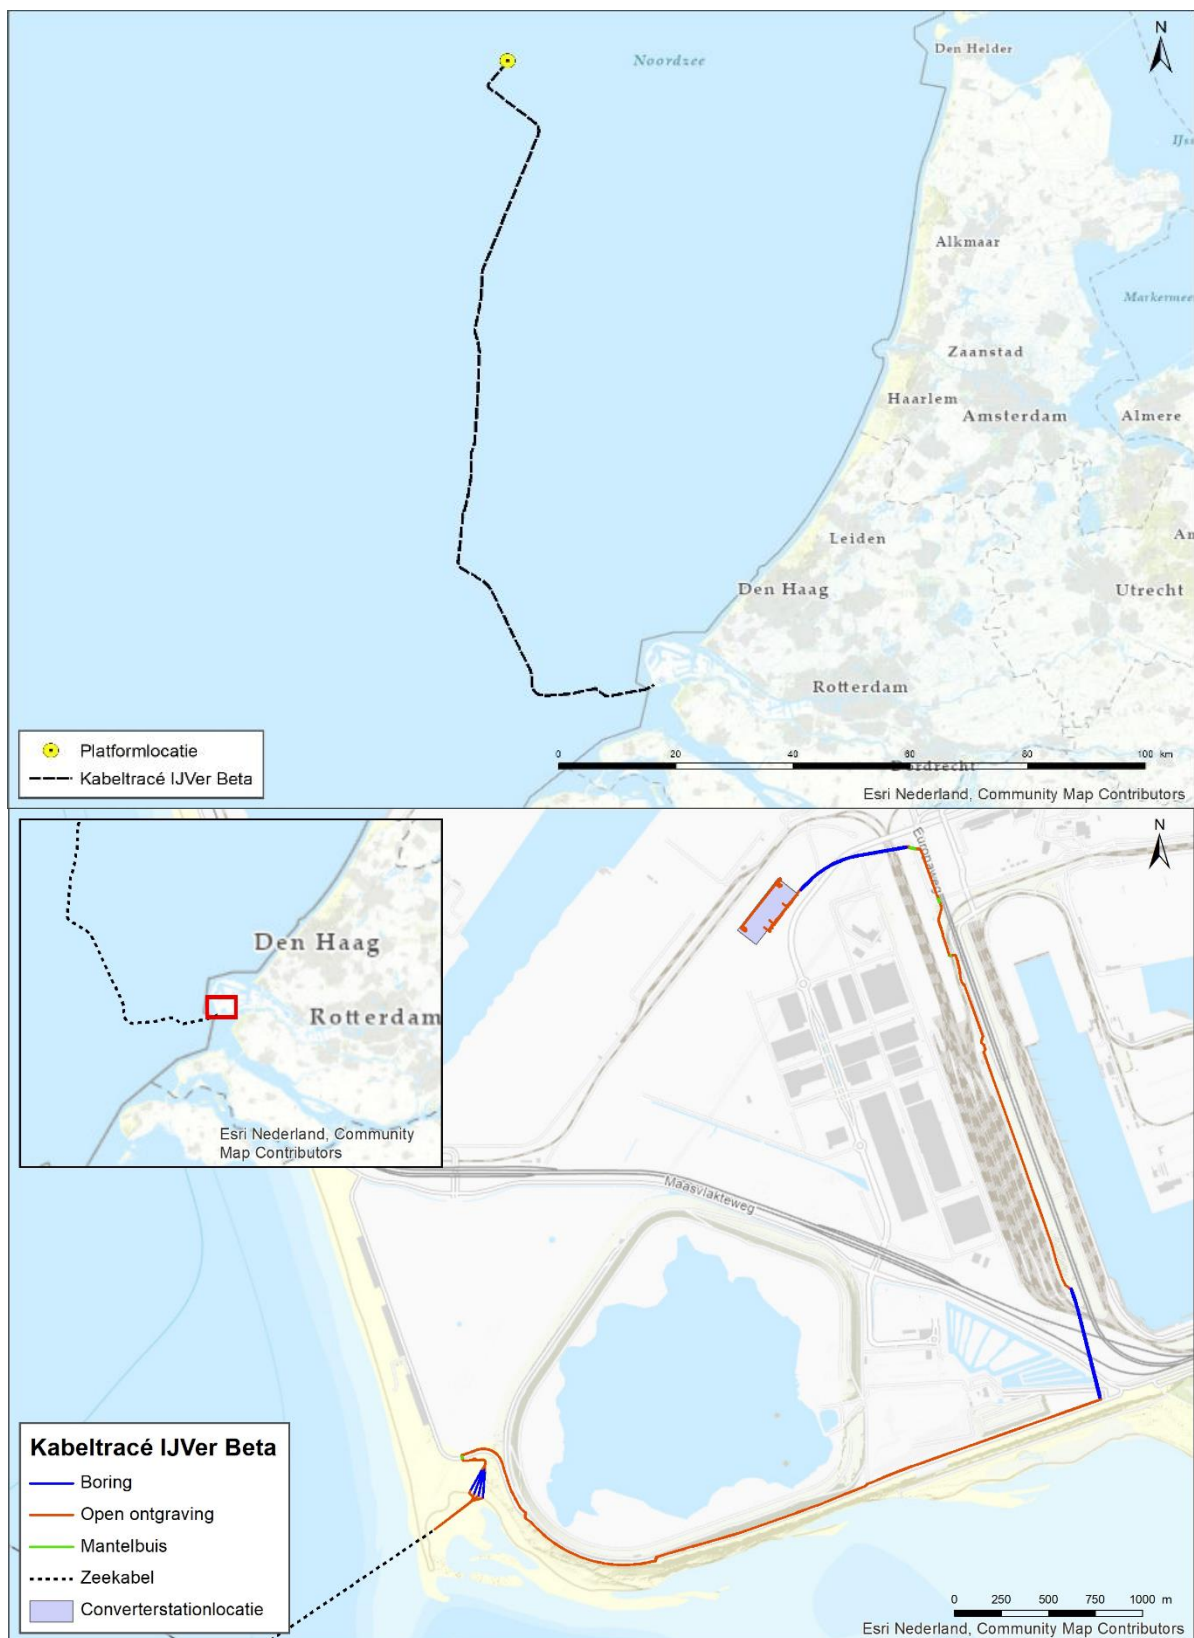 N
Den Helder
Noordzee
Alkmaar
Markermee
Zaanstad
Haarlem
Amsterdam
Almere
Leiden
Den Haag
Utrecht
Rotterdam
Platformlocatie
Kabeltracé IJVer Beta
0 20 40 60 80 100 km
Dordrecht
Esri Nederland, Community Map Contributors
N
Europaweg
Den Haag
Rotterdam
Esri Nederland, Community
Map Contributors
Maasvlakteweg
Kabeltracé IJVer Beta
Boring
Open ontgraving
Mantelbuis
Zeekabel
Converterstationlocatie
0 250 500 750 1000 m
Esri Nederland, Community Map Contributors